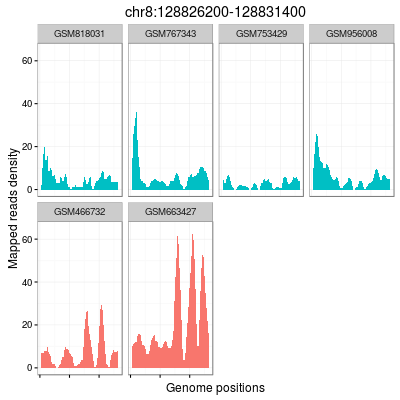 chr8:128826200-128831400
GSM818031 GSM767343 GSM753429 GSM956008
60
40
20
0
GSM466732 GSM663427
60
40
20
0
Mapped reads density
Genome positions